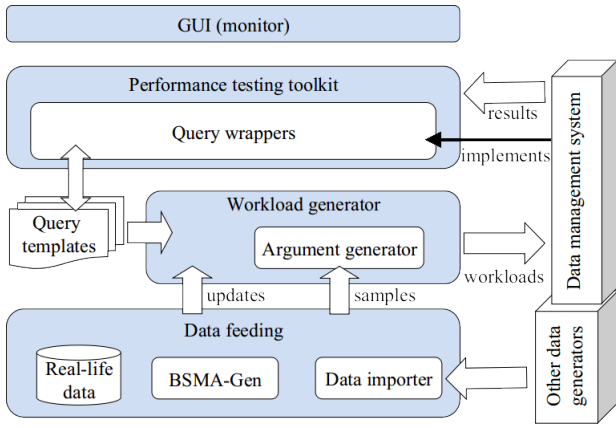 GUI (monitor)
Performance testing toolkit
Query wrappers
results
implements
Data management system
Query
templates
Workload generator
Argument generator
workloads
updates
samples
Data feeding
Real-life
data
BSMA-Gen
Data importer
Other data
generators